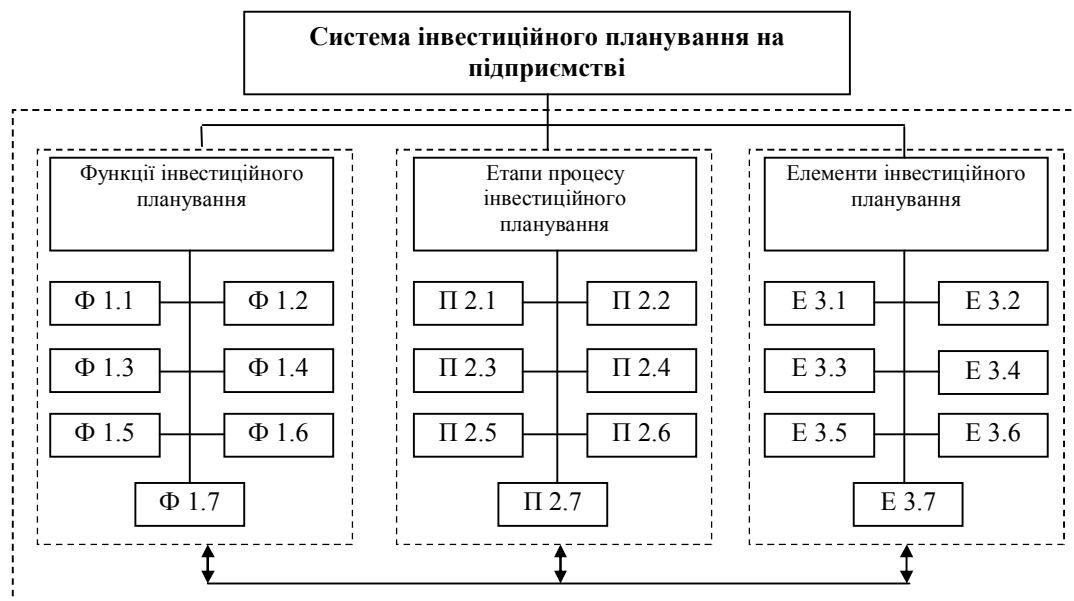 Система інвестиційного планування на
підприємстві
Функції інвестиційного
планування
Етапи процесу
інвестиційного
планування
Елементи інвестиційного
планування
Ф 1.1
Ф 1.2
П 2.1
П 2.2
Е 3.1
Е 3.2
Ф 1.3
Ф 1.4
П 2.3
П 2.4
Е 3.3
Е 3.4
Ф 1.5
Ф 1.6
П 2.5
П 2.6
Е 3.5
Е 3.6
Ф 1.7
П 2.7
Е 3.7